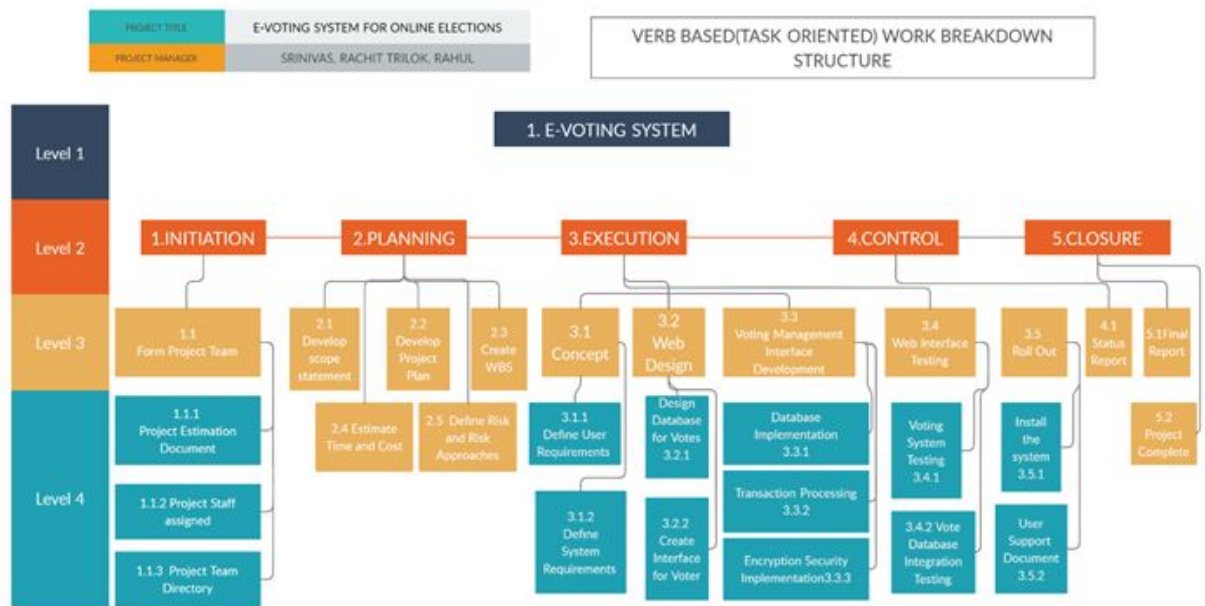 PROJECT TITLE
E-VOTING SYSTEM FOR ONLINE ELECTIONS
PROJECT MANAGER
SRINIVAS, RACHIT TRILOK, RAHUL
VERB BASED(TASK ORIENTED) WORK BREAKDOWN
STRUCTURE
Level 1
1. E-VOTING SYSTEM
Level 2
1.INITIATION
2.PLANNING
3.EXECUTION
4.CONTROL
5.CLOSURE
Level 3
1.1
Form Project Team
2.1
Develop
scope
statement
2.2
Develop
Project
Plan
2.3
Create
WBS
3.1
Concept
3.2
Web
Design
3.3
Voting Management
Interface
Development
3.4
Web Interface
Testing
3.5
Roll Out
4.1
Status
Report
5.1Final
Report
Level 4
1.1.1
Project Estimation
Document
1.1.2 Project Staff
assigned
1.1.3 Project Team
Directory
2.4 Estimate
Time and Cost
2.5 Define Risk
and Risk
Approaches
3.1.1
Define User
Requirements
3.1.2
Define
System
Requirements
Design
Database
for Votes
3.2.1
3.2.2
Create
Interface
for Voter
Database
Implementation
3.3.1
Transaction Processing
3.3.2
Encryption Security
Implementation3.3.3
Voting
System
Testing
3.4.1
3.4.2 Vote
Database
Integration
Testing
Install
the
system
3.5.1
User
Support
Document
3.5.2
5.2
Project
Complete